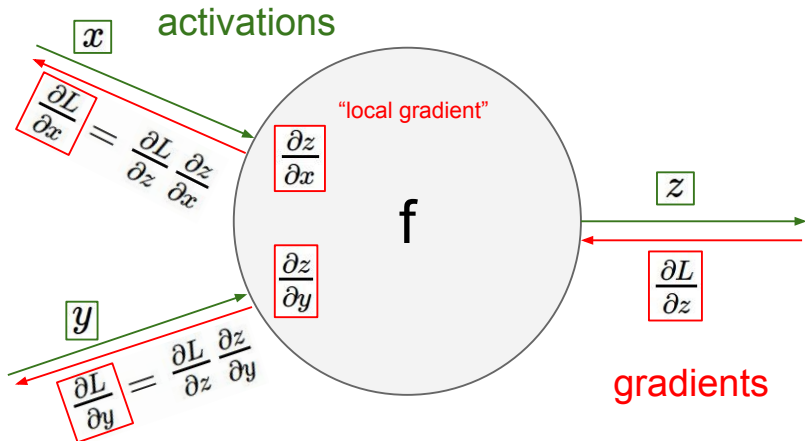 activations
x
∂L/∂x = ∂L/∂z ∂z/∂x
“local gradient”
∂z/∂x
z
f
∂z/∂y
∂L/∂z
y
∂L/∂y = ∂L/∂z ∂z/∂y
gradients